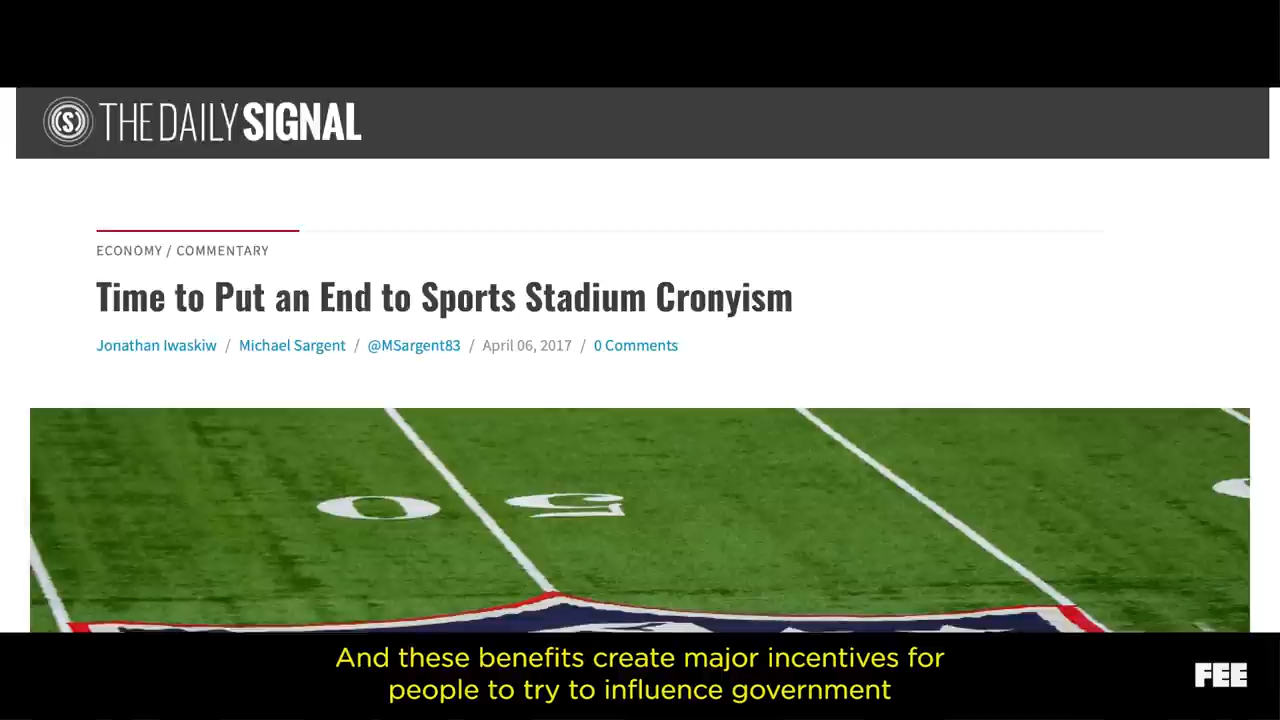 THE DAILY SIGNAL
ECONOMY / COMMENTARY
Time to Put an End to Sports Stadium Cronyism
Jonathan Iwaskiw / Michael Sargent / @MSargent83 / April 06, 2017 / 0 Comments
50
And these benefits create major incentives for
people to try to influence government
FEE